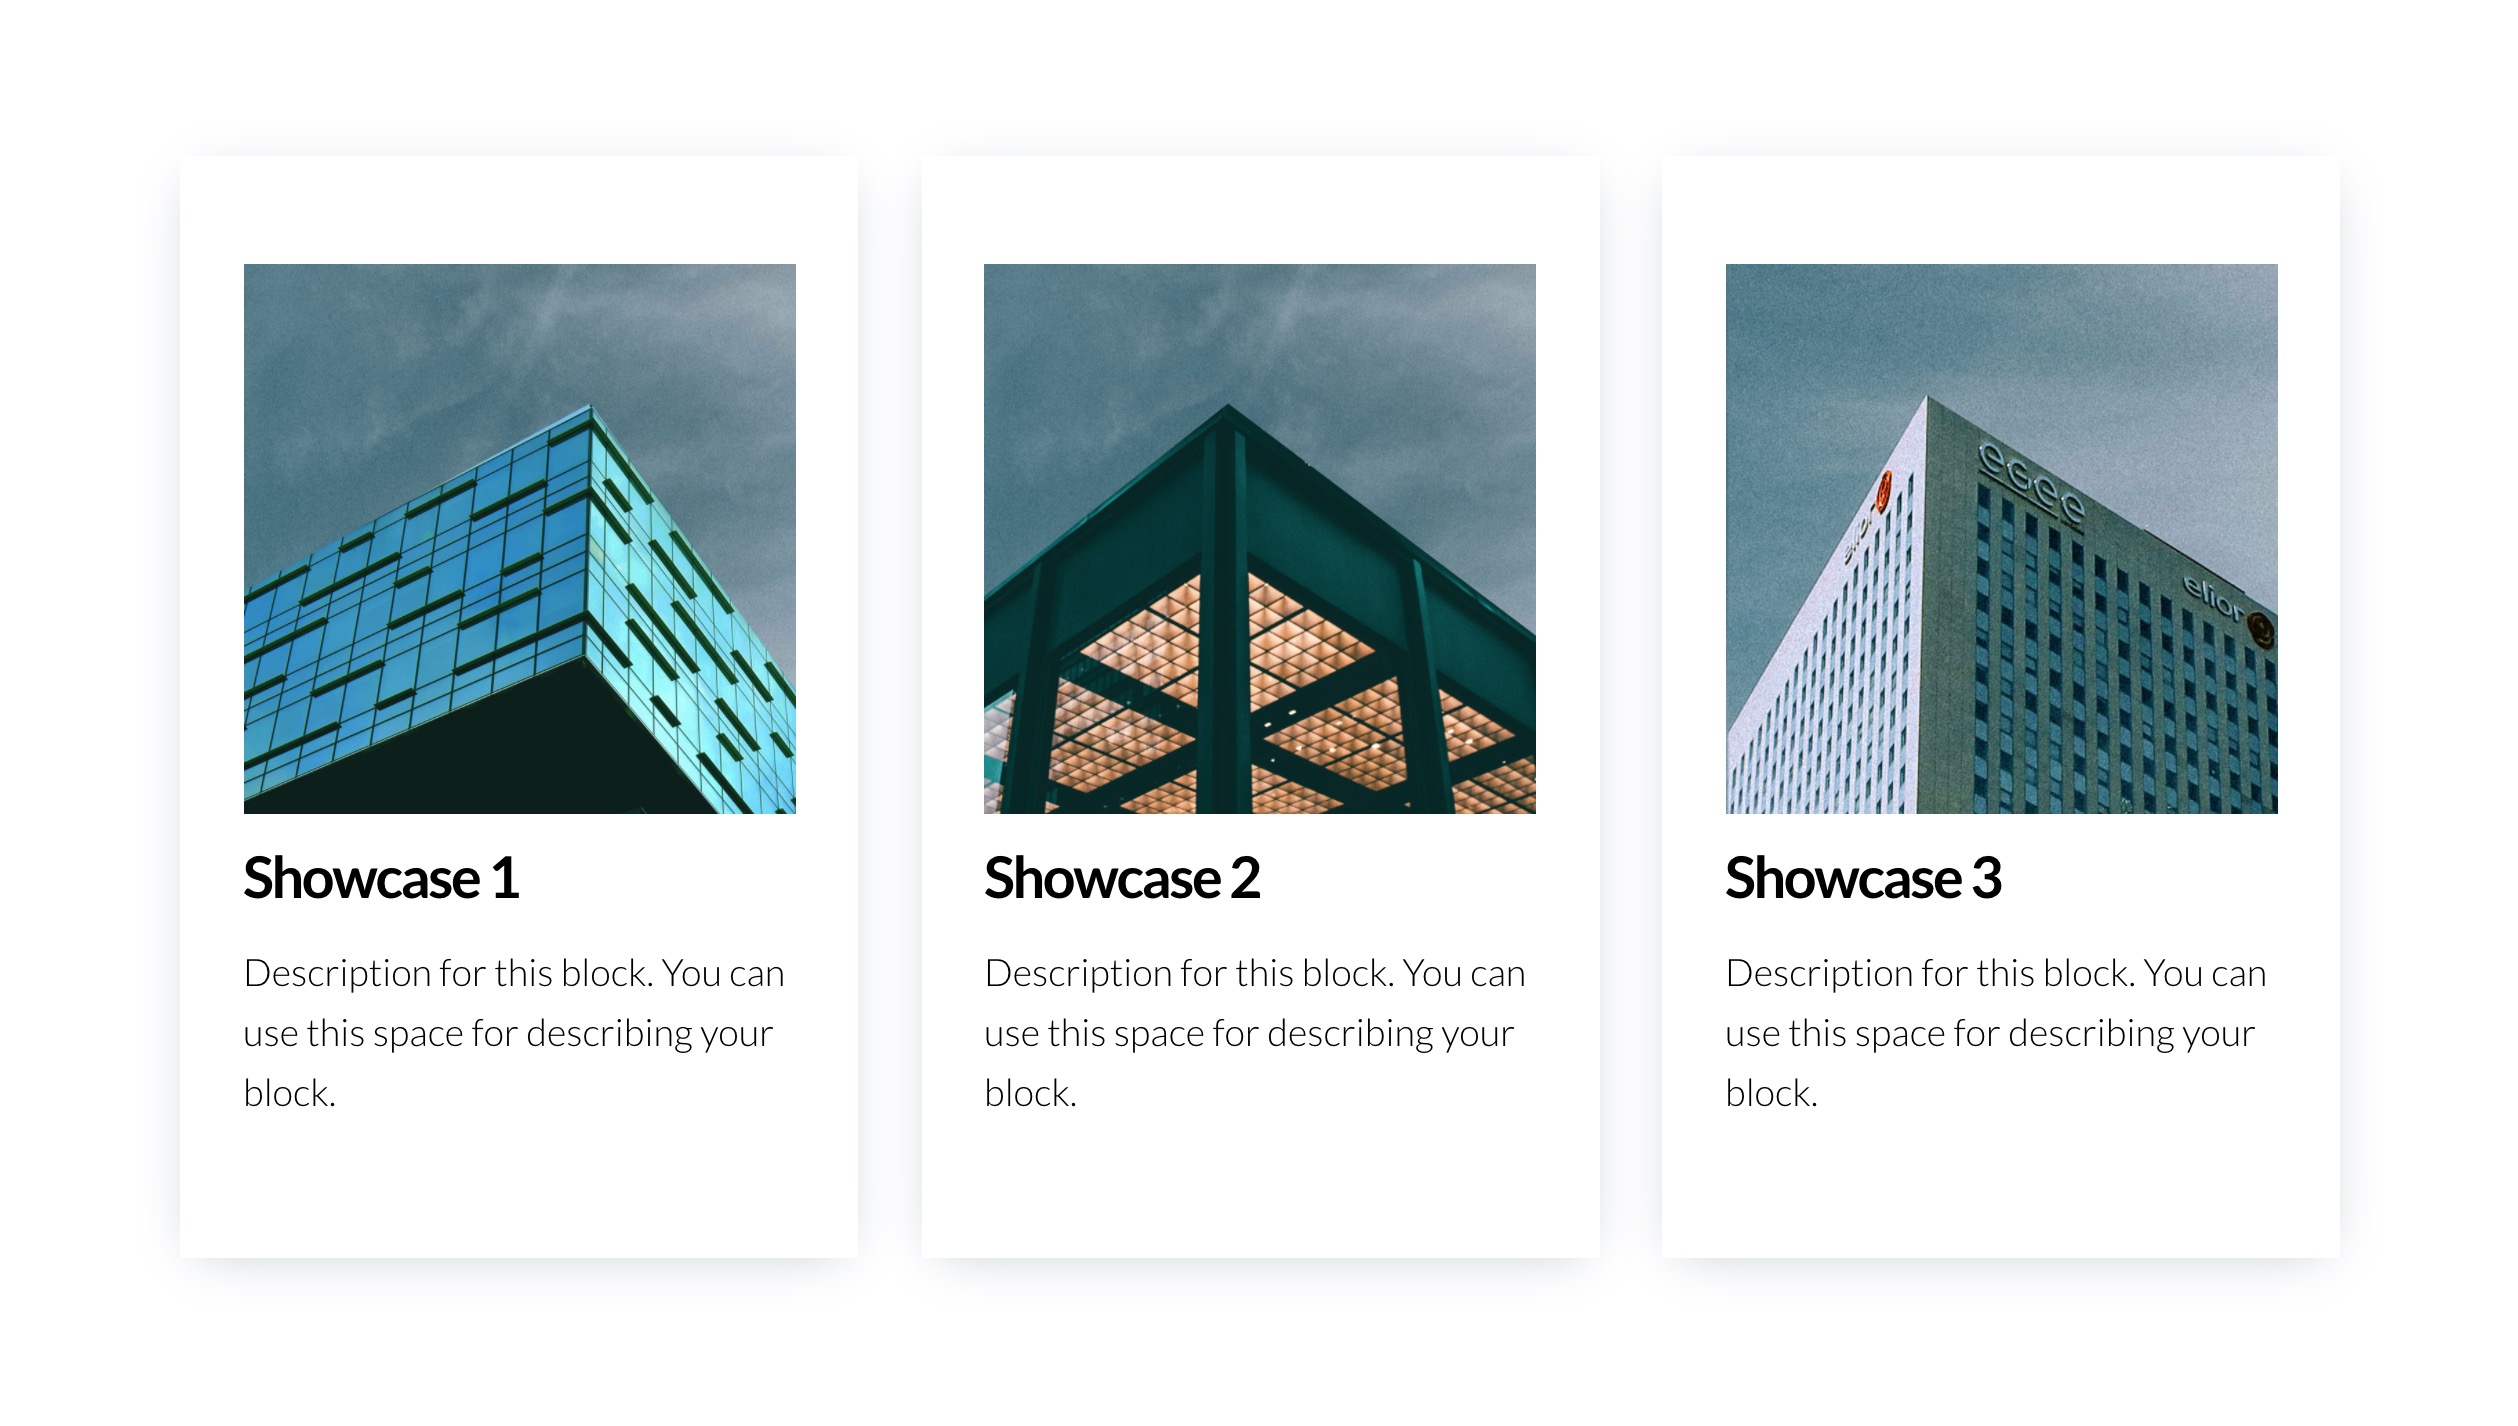 egee
elior
elior
Showcase 1
Description for this block. You can
use this space for describing your
block.
Showcase 2
Description for this block. You can
use this space for describing your
block.
Showcase 3
Description for this block. You can
use this space for describing your
block.